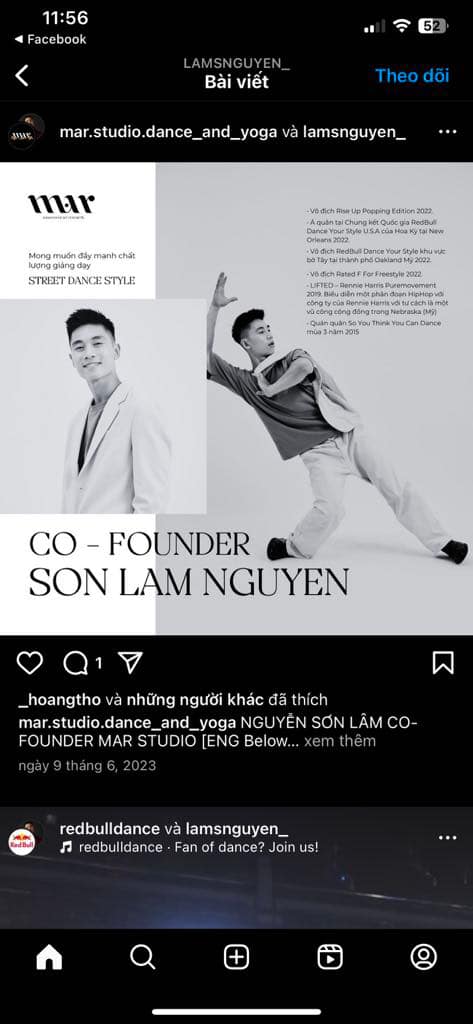 11:56
52
Facebook
LAMSNGUYEN_
Bài viết
Theo dõi
mar.studio.dance_and_yoga và lamsnguyen_
mar
Mong muốn đẩy mạnh chất
lượng giảng dạy
STREET DANCE STYLE
- Vô địch Rise Up Popping Edition 2022.
- Á quân tại Chung kết Quốc gia RedBull
Dance Your Style U.S.A của Hoa Kỳ tại New
Orleans 2022.
- Vô địch RedBull Dance Your Style khu vực
bờ Tây tại thành phố Oakland Mỹ 2022.
- Vô địch Rated F For Freestyle 2022.
- LIFTED – Rennie Harris Puremovement
2019. Biểu diễn một phân đoạn HipHop với
công ty của Rennie Harris với tư cách là một
vũ công cộng đồng trong Nebraska (Mỹ)
- Quán quân So You Think You Can Dance
mùa 3 năm 2015
CO – FOUNDER
SON LAM NGUYEN
1
_hoangtho và những người khác đã thích
mar.studio.dance_and_yoga NGUYỄN SƠN LÂM CO-
FOUNDER MAR STUDIO [ENG Below... xem thêm
ngày 9 tháng 6, 2023
redbulldance và lamsnguyen_
Red Bull
redbulldance · Fan of dance? Join us!